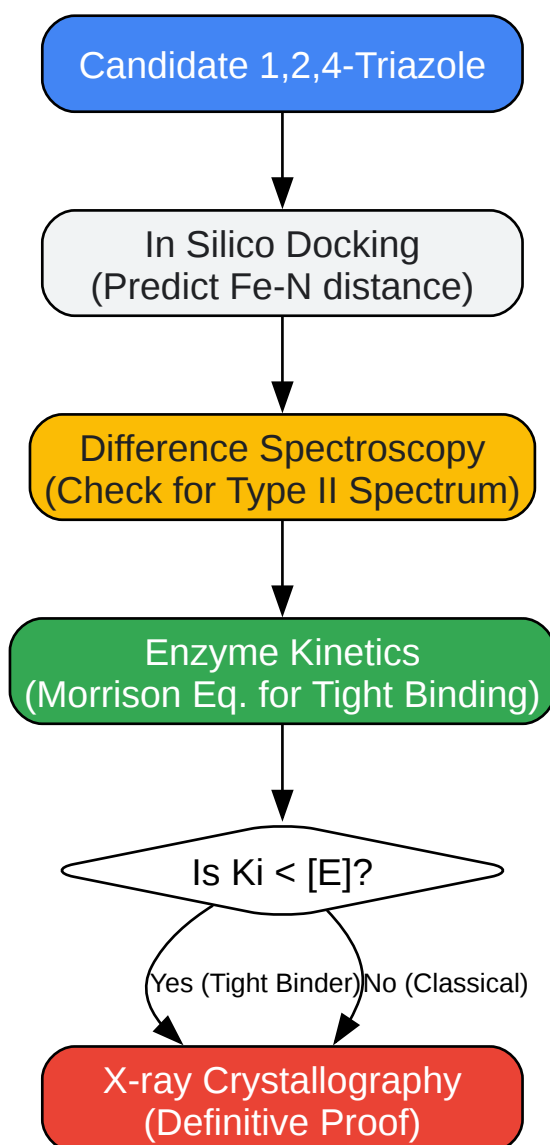 Candidate 1,2,4-Triazole
In Silico Docking
(Predict Fe-N distance)
Difference Spectroscopy
(Check for Type II Spectrum)
Enzyme Kinetics
(Morrison Eq. for Tight Binding)
Is Ki < [E]?
Yes (Tight Binder)
No (Classical)
X-ray Crystallography
(Definitive Proof)